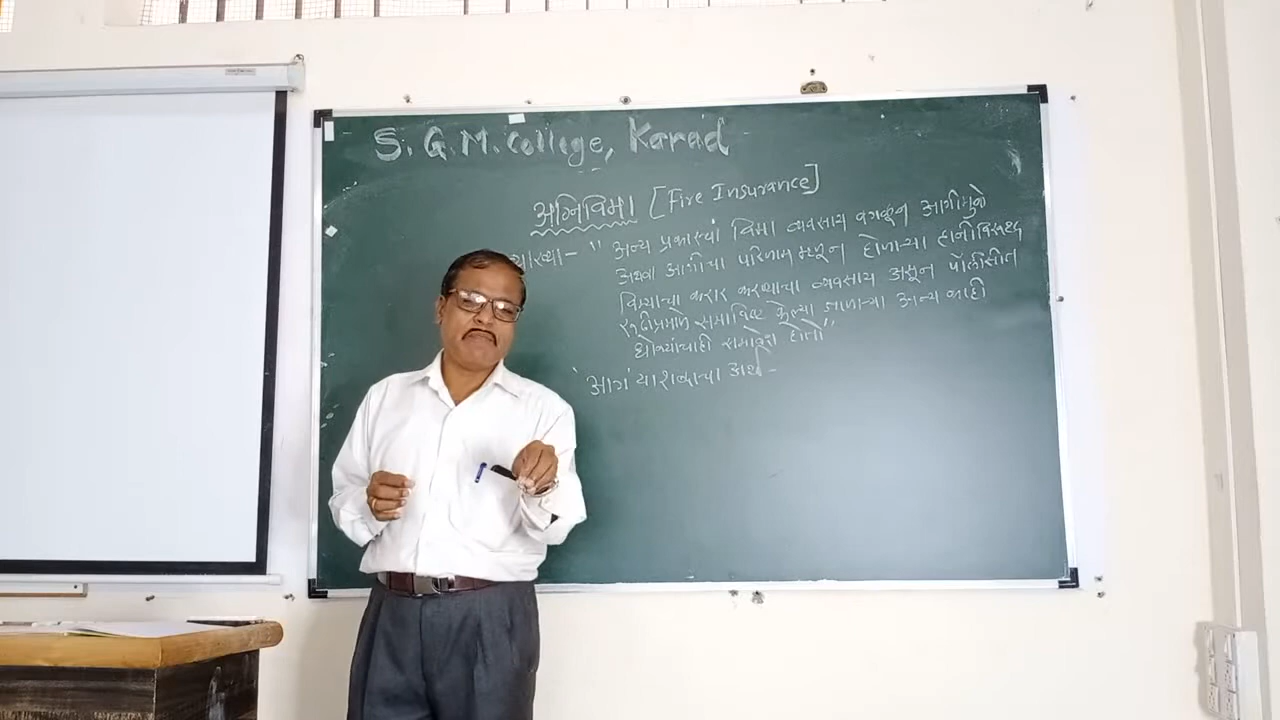 S. G. M. College, Karad
अग्निविमा [Fire Insurance]
व्याख्या - " अन्य प्रकारच्या विमा व्यवसाय वगळून आगीमुळे
अथवा आगीचा परिणाम म्हणून होणाऱ्या हानीविरुध्द
विम्याचा करार करण्याचा व्यवसाय असून पॉलीसीत
रुढीप्रमाणे समाविष्ट केल्या जाणाऱ्या अन्य काही
धोक्यांचाही समावेश होतो"
'आग' या शब्दाचा अर्थ -